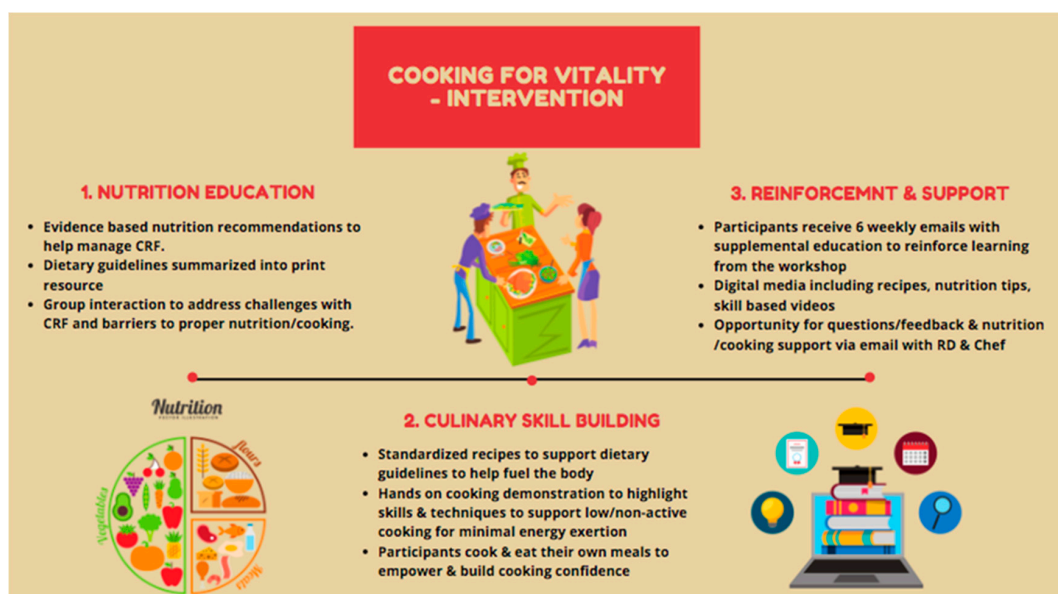 COOKING FOR VITALITY
- INTERVENTION
1. NUTRITION EDUCATION
• Evidence based nutrition recommendations to
help manage CRF.
• Dietary guidelines summarized into print
resource
• Group interaction to address challenges with
CRF and barriers to proper nutrition/cooking.
3. REINFORCEMNT & SUPPORT
• Participants receive 6 weekly emails with
supplemental education to reinforce learning
from the workshop
• Digital media including recipes, nutrition tips,
skill based videos
• Opportunity for questions/feedback & nutrition
/cooking support via email with RD & Chef
Nutrition
VECTOR ILLUSTRATION
Vegetables
flours
Meats
2. CULINARY SKILL BUILDING
• Standardized recipes to support dietary
guidelines to help fuel the body
• Hands on cooking demonstration to highlight
skills & techniques to support low/non-active
cooking for minimal energy exertion
• Participants cook & eat their own meals to
empower & build cooking confidence